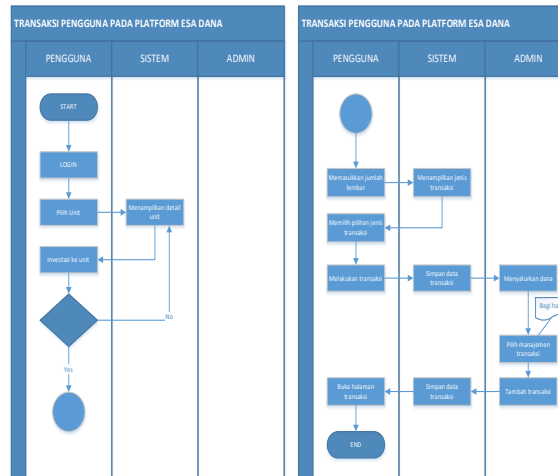 TRANSAKSI PENGGUNA PADA PLATFORM ESA DANA
PENGGUNA
SISTEM
ADMIN
START
LOGIN
Pilih Unit
Menampilkan detail
unit
Investasi ke unit
No
Yes
TRANSAKSI PENGGUNA PADA PLATFORM ESA DANA
PENGGUNA
SISTEM
ADMIN
Memasukkan jumlah
lembar
Menampilkan jenis
transaksi
Memilih pilihan jenis
transaksi
Melakukan transaksi
Simpan data
transaksi
Menyalurkan dana
Bagi ha
Pilih manajemen
transaksi
Buka halaman
transaksi
Simpan data
transaksi
Tambah transaksi
END